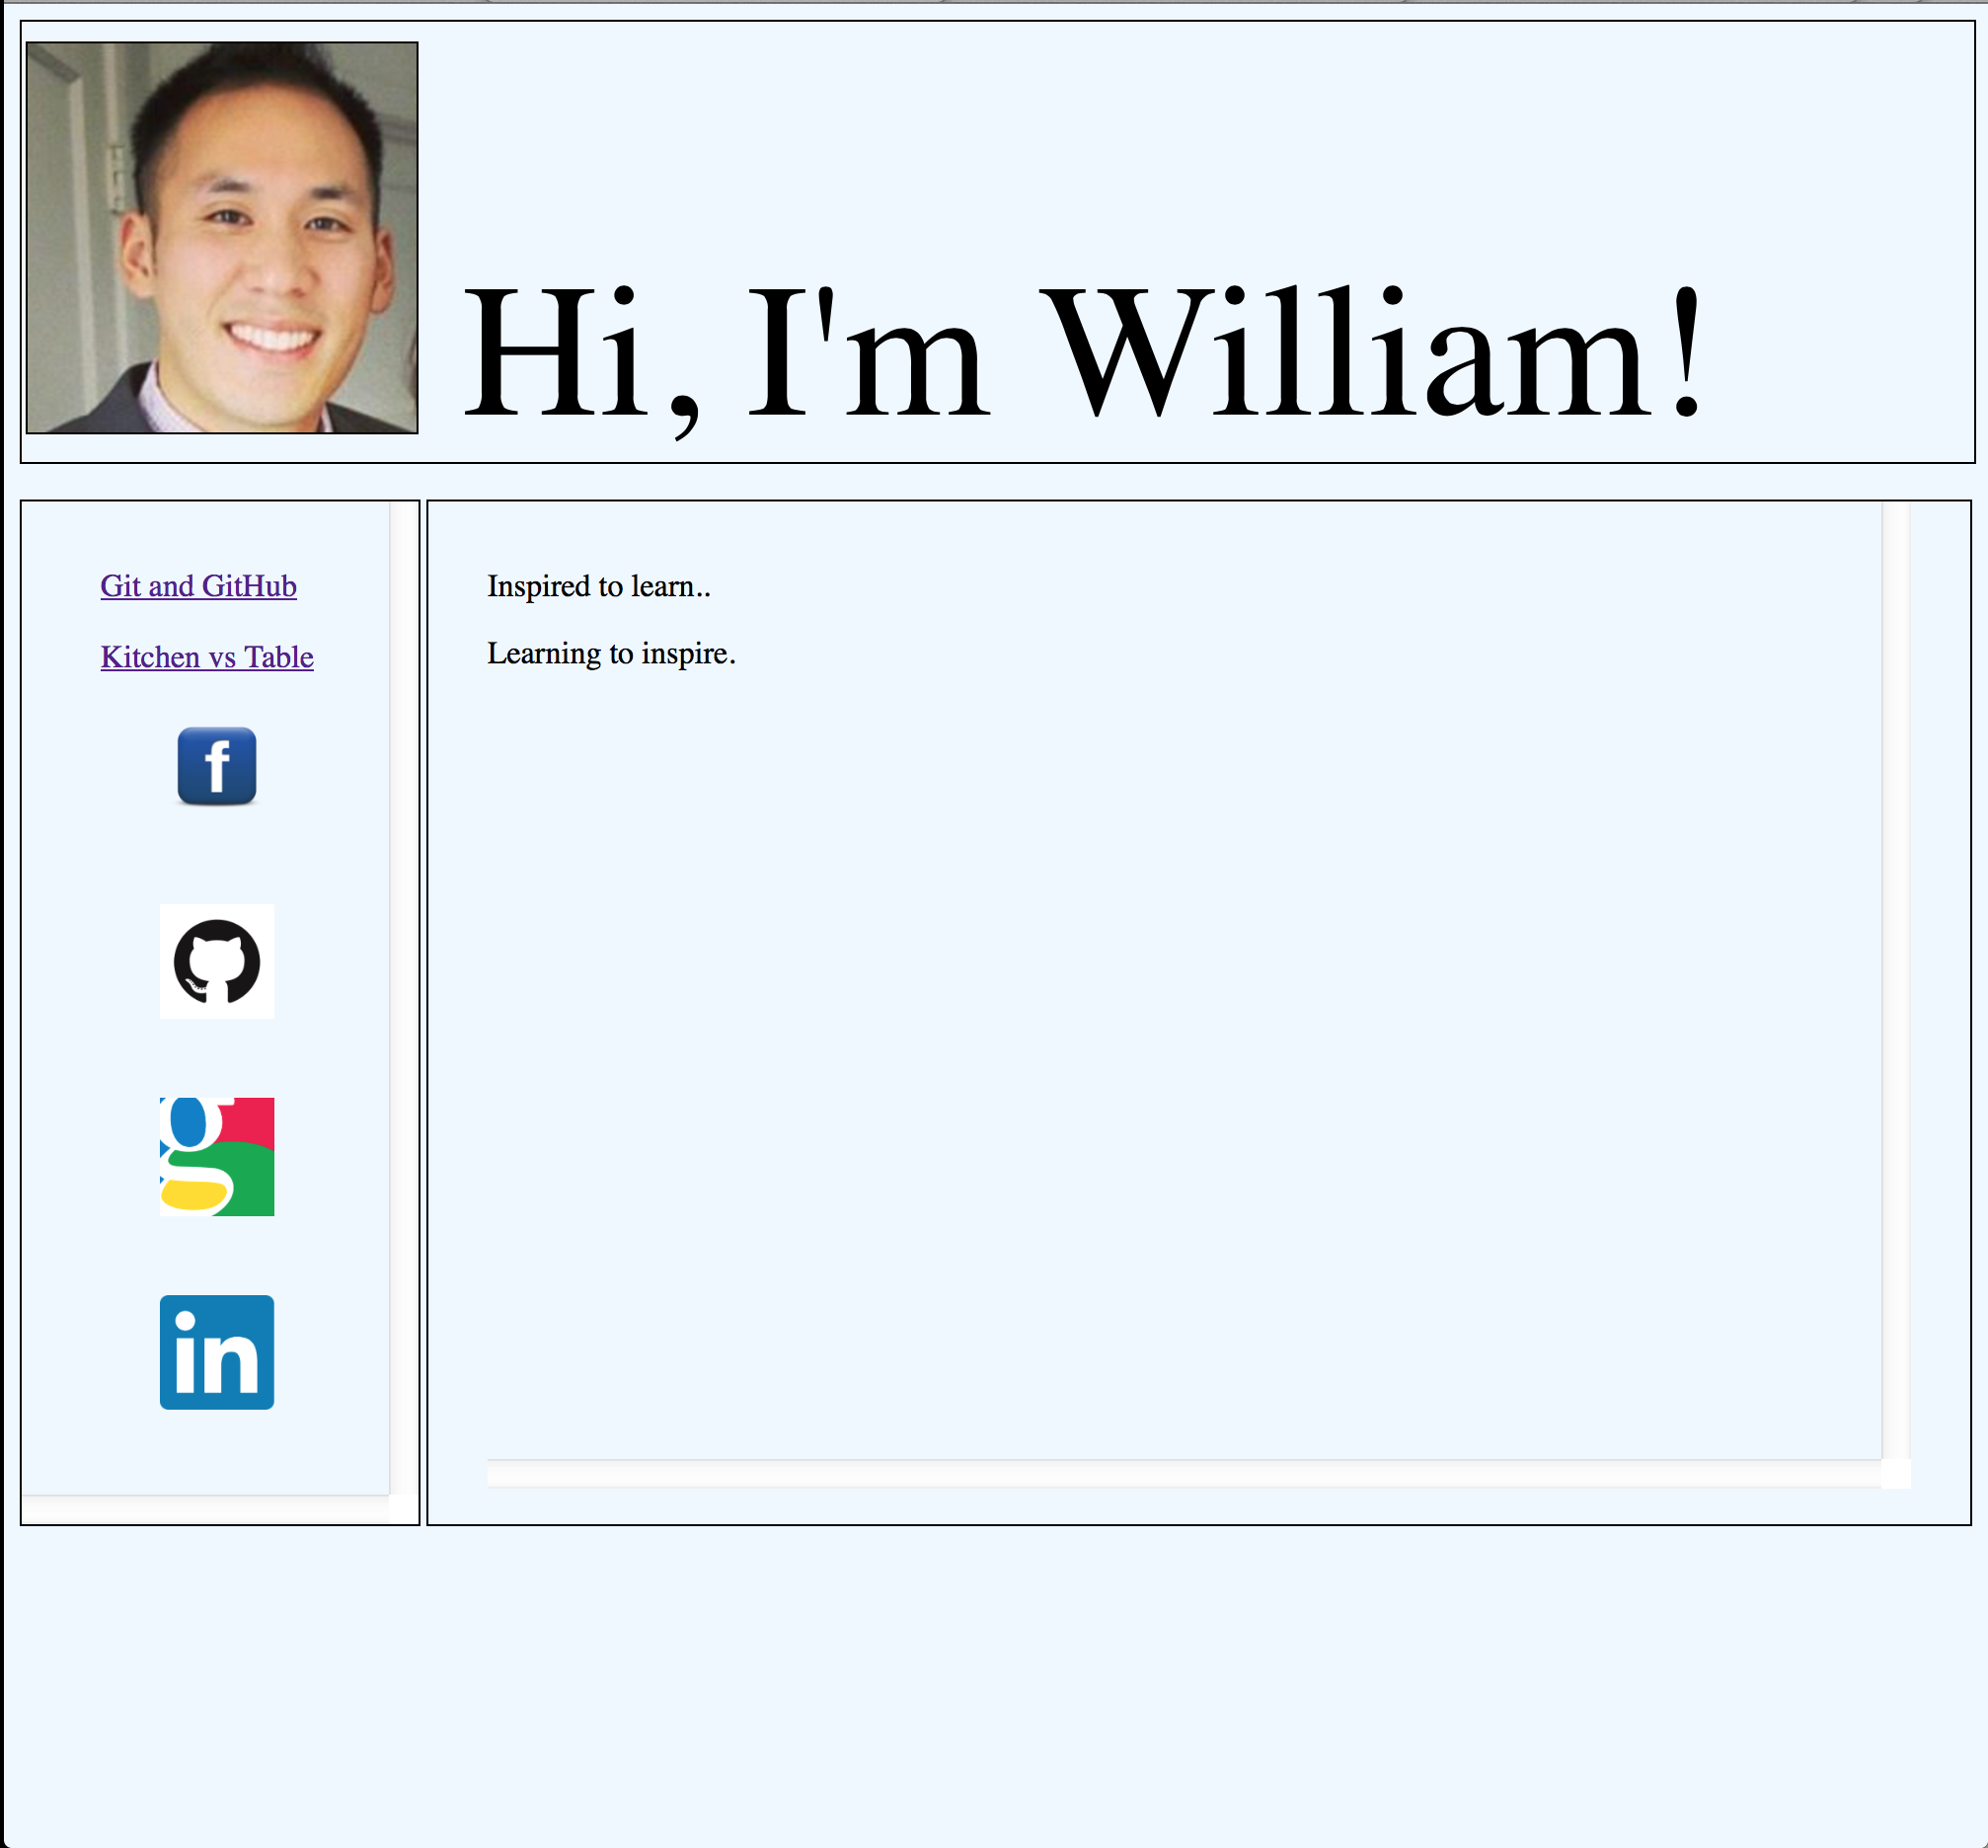 Hi, I'm William!
Git and GitHub
Kitchen vs Table
f
g
in
Inspired to learn..
Learning to inspire.